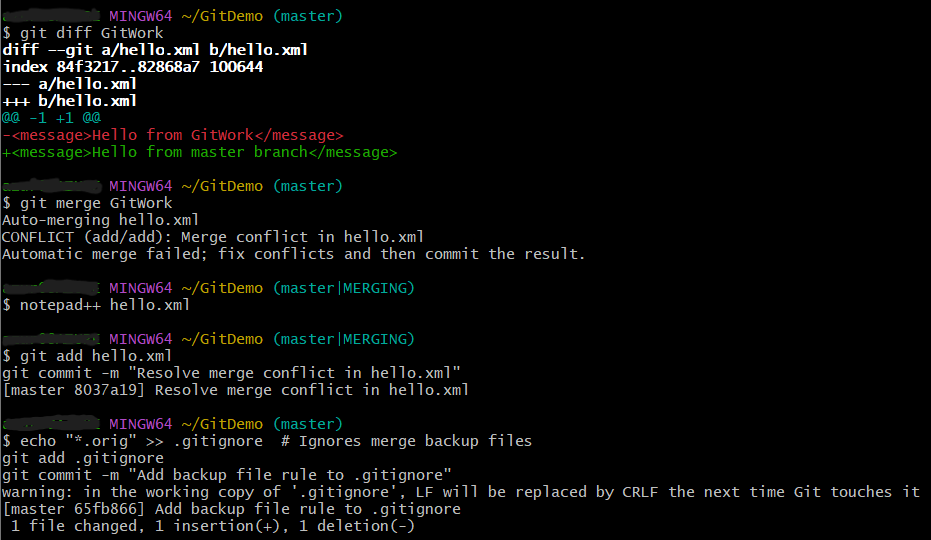 MINGW64 ~/GitDemo (master)
$ git diff GitWork
diff --git a/hello.xml b/hello.xml
index 84f3217..82868a7 100644
--- a/hello.xml
+++ b/hello.xml
@@ -1 +1 @@
-<message>Hello from GitWork</message>
+<message>Hello from master branch</message>
MINGW64 ~/GitDemo (master)
$ git merge GitWork
Auto-merging hello.xml
CONFLICT (add/add): Merge conflict in hello.xml
Automatic merge failed; fix conflicts and then commit the result.
MINGW64 ~/GitDemo (master|MERGING)
$ notepad++ hello.xml
MINGW64 ~/GitDemo (master|MERGING)
$ git add hello.xml
git commit -m "Resolve merge conflict in hello.xml"
[master 8037a19] Resolve merge conflict in hello.xml
MINGW64 ~/GitDemo (master)
$ echo "*.orig" >> .gitignore  # Ignores merge backup files
git add .gitignore
git commit -m "Add backup file rule to .gitignore"
warning: in the working copy of '.gitignore', LF will be replaced by CRLF the next time Git touches it
[master 65fb866] Add backup file rule to .gitignore
 1 file changed, 1 insertion(+), 1 deletion(-)